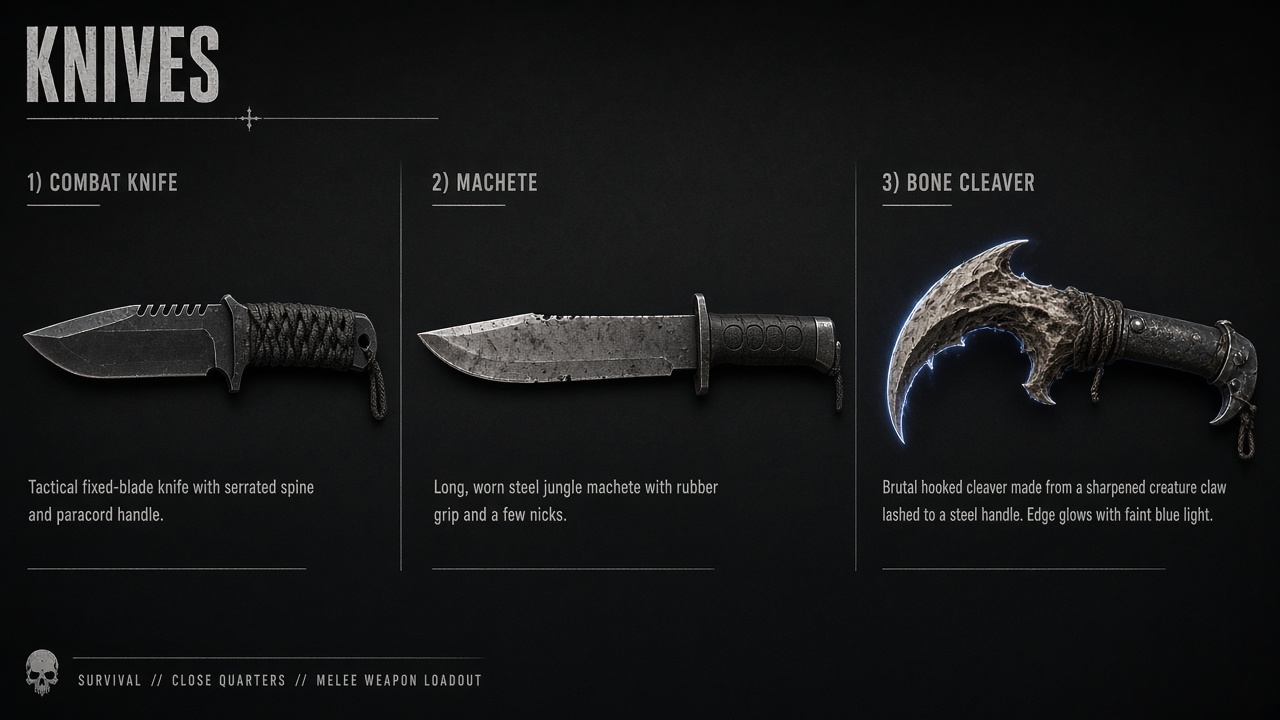 KNIVES
1) COMBAT KNIFE
Tactical fixed-blade knife with serrated spine
and paracord handle.
2) MACHETE
Long, worn steel jungle machete with rubber
grip and a few nicks.
3) BONE CLEAVER
Brutal hooked cleaver made from a sharpened creature claw
lashed to a steel handle. Edge glows with faint blue light.
SURVIVAL // CLOSE QUARTERS // MELEE WEAPON LOADOUT